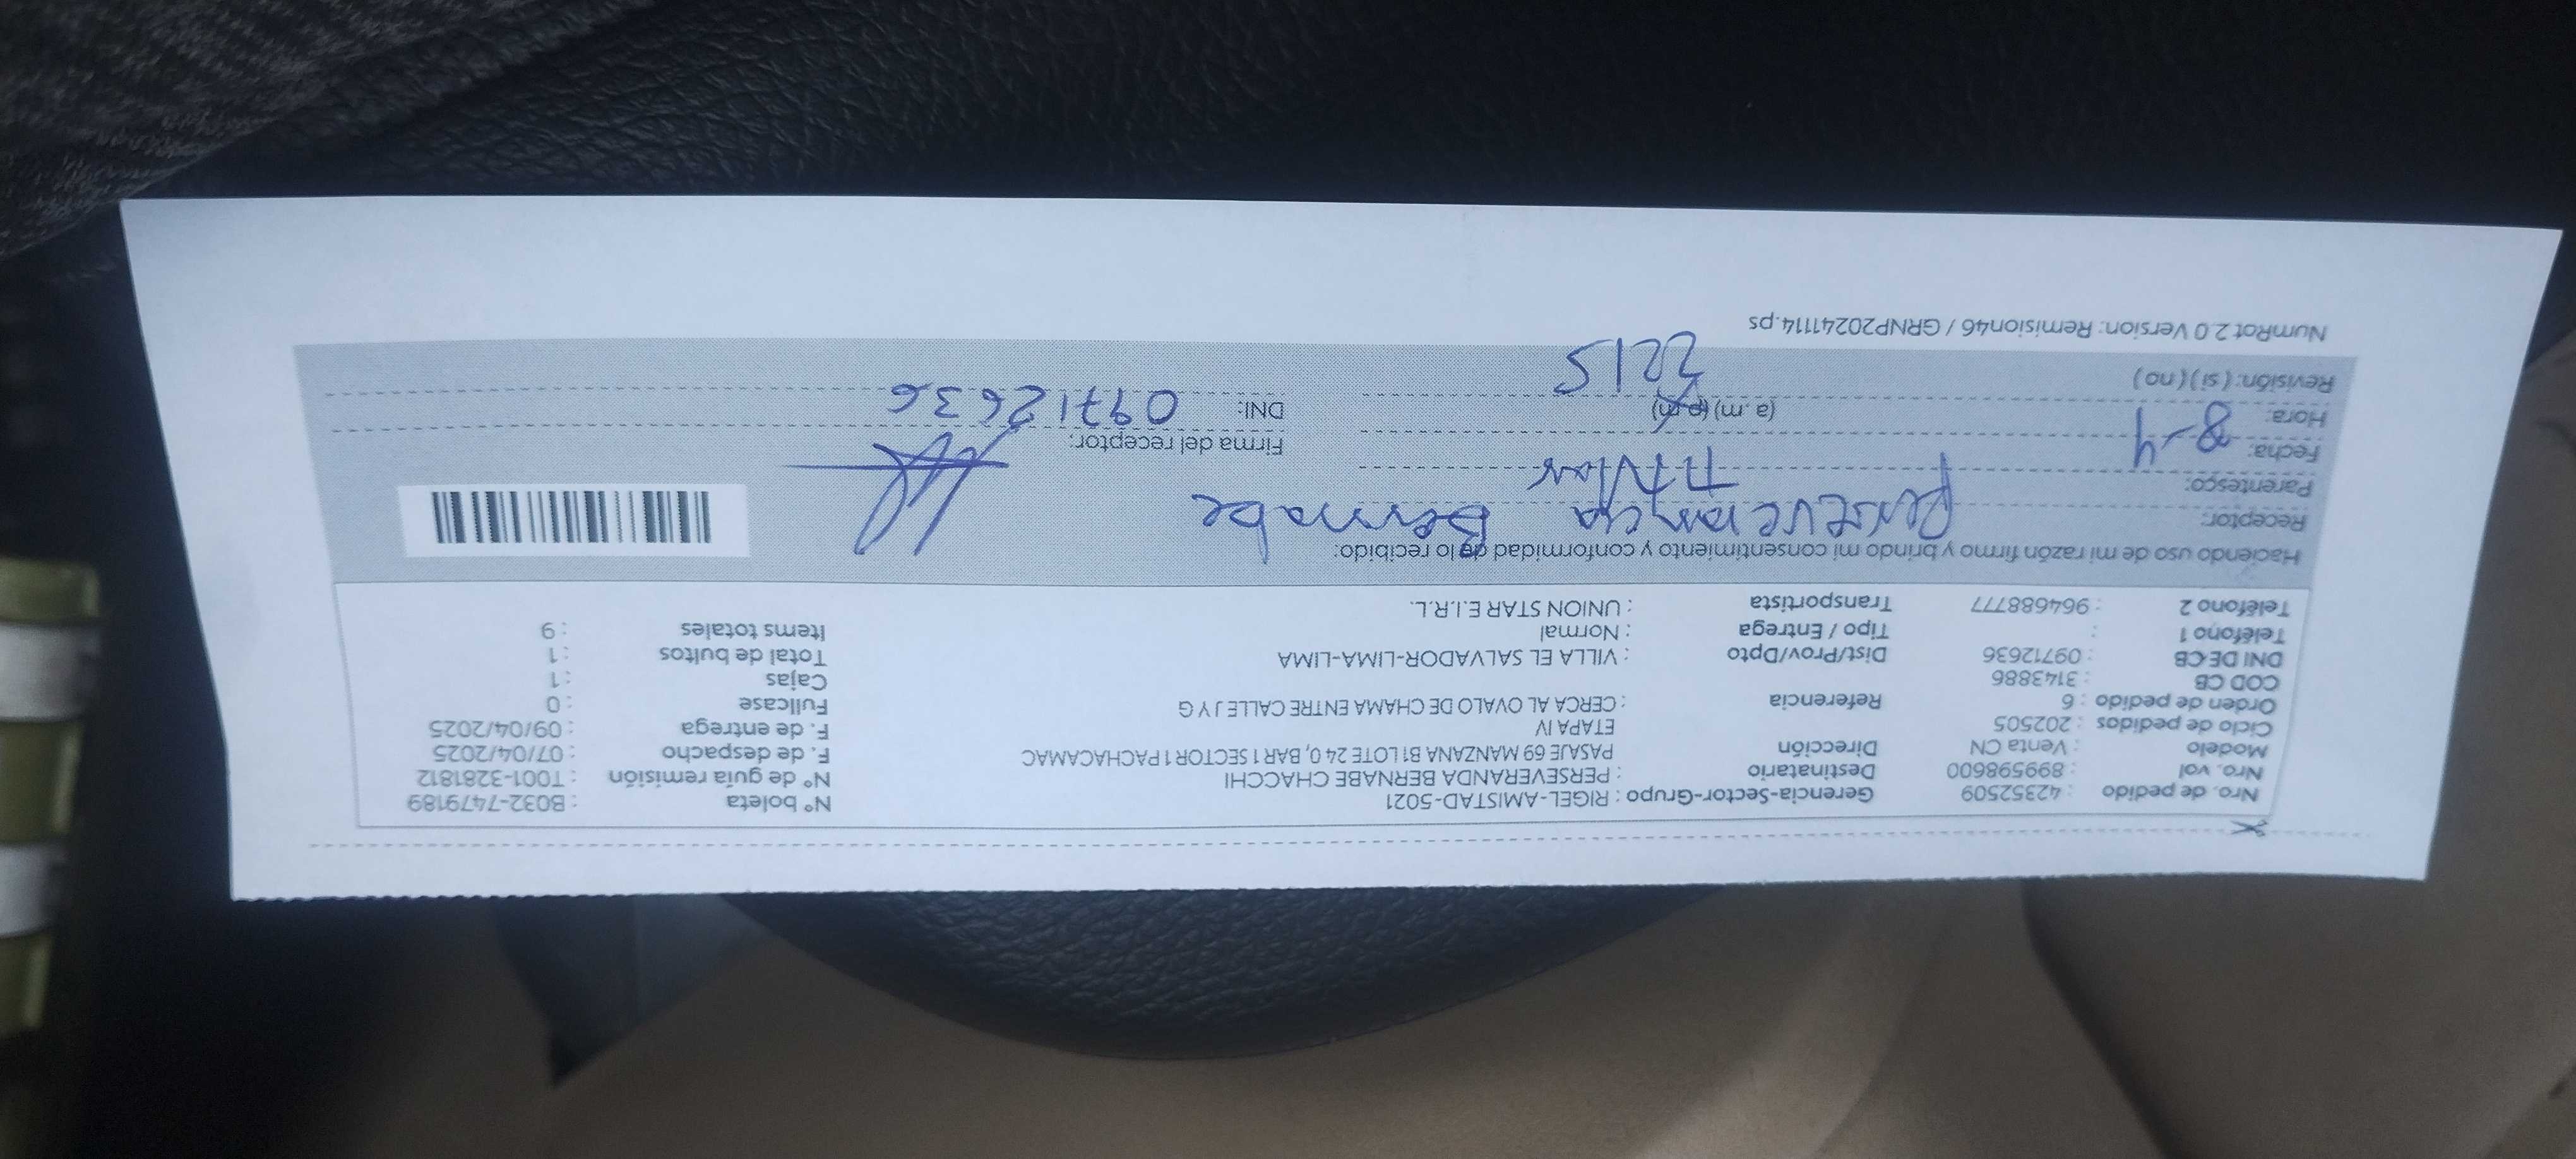 Nro. de pedido : 42352509 Gerencia-Sector-Grupo : RIGEL-AMISTAD-5021 N° boleta : B032-7479189
Nro. vol : 899598600 Destinatario : PERSEVERANDA BERNABE CHACCHI N° de guía remisión : T001-3281812
Modelo : Venta CN Dirección PASAJE 69 MANZANA B1 LOTE 24 0, BAR 1 SECTOR 1 PACHACAMAC F. de despacho : 07/04/2025
Ciclo de pedidos : 202505 ETAPA IV F. de entrega : 09/04/2025
Orden de pedido : 6 Referencia : CERCA AL OVALO DE CHAMA ENTRE CALLE J Y G Fullcase : 0
COD CB : 3143886 Cajas : 1
DNI DE CB : 09712636 Dist/Prov/Dpto : VILLA EL SALVADOR-LIMA-LIMA Total de bultos : 1
Teléfono 1 : Tipo / Entrega : Normal Items totales : 9
Teléfono 2 : 964688777 Transportista : UNION STAR E.I.R.L.
Haciendo uso de mi razón firmo y brindo mi consentimiento y conformidad de lo recibido:
Receptor: Bernabe
Parentesco: titular
Fecha: 8-4 Firma del receptor:
Hora: (a. m) (p. m) DNI: 09712636
Revisión: ( si ) ( no ) 2215
NumRot 2.0 Version: Remision46 / GRNP20241114.ps